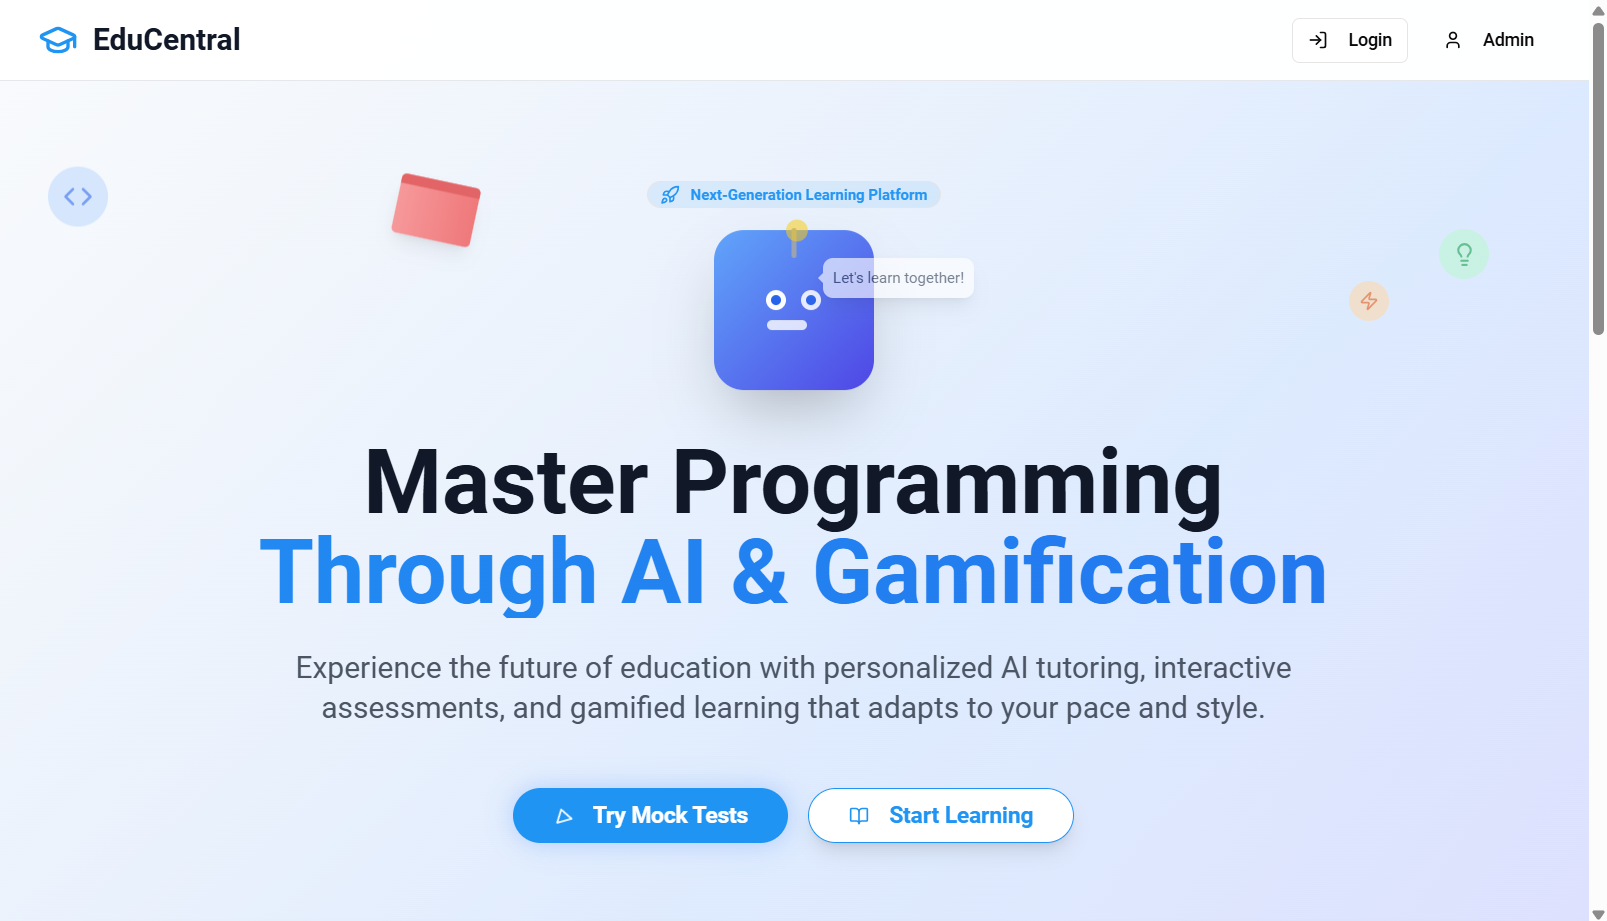 EduCentral
Login
Admin
Next-Generation Learning Platform
Let's learn together!
Master Programming
Through AI & Gamification
Experience the future of education with personalized AI tutoring, interactive
assessments, and gamified learning that adapts to your pace and style.
Try Mock Tests
Start Learning